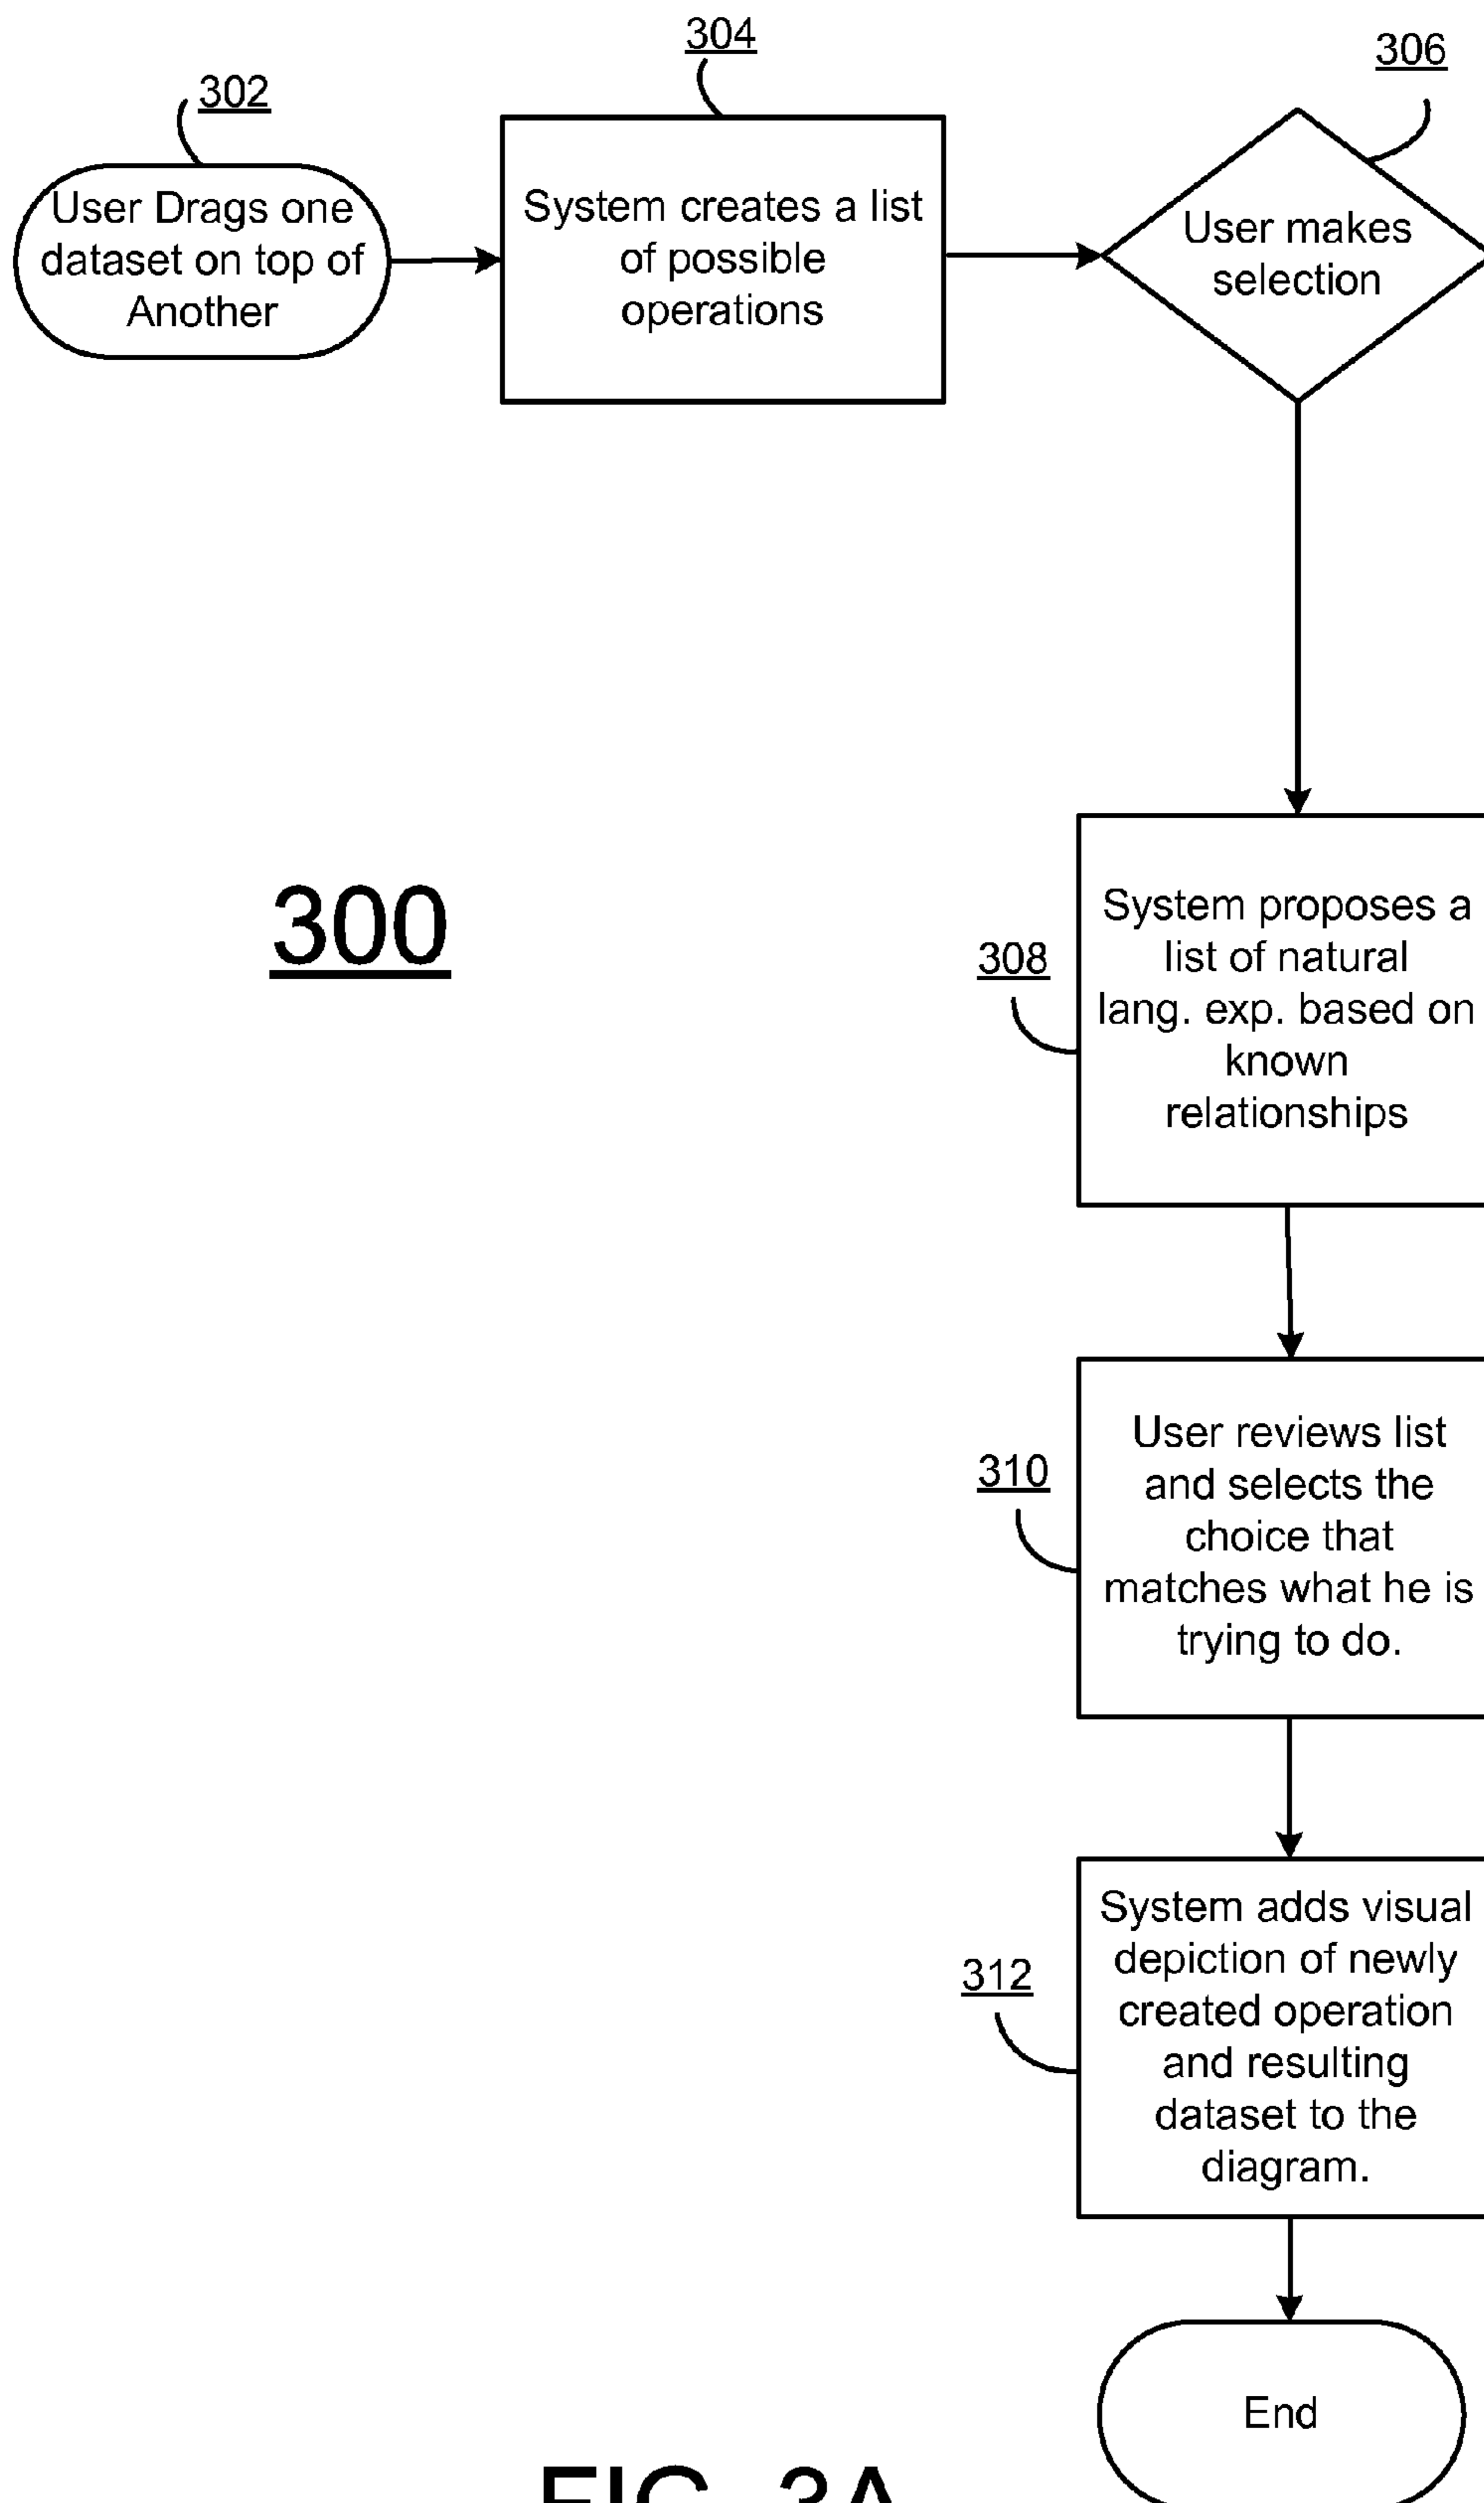 304
306
302
User Drags one
dataset on top of
Another
System creates a list
of possible
operations
User makes
selection
300
308
System proposes a
list of natural
lang. exp. based on
known
relationships
310
User reviews list
and selects the
choice that
matches what he is
trying to do.
312
System adds visual
depiction of newly
created operation
and resulting
dataset to the
diagram.
End
FIG. 3A